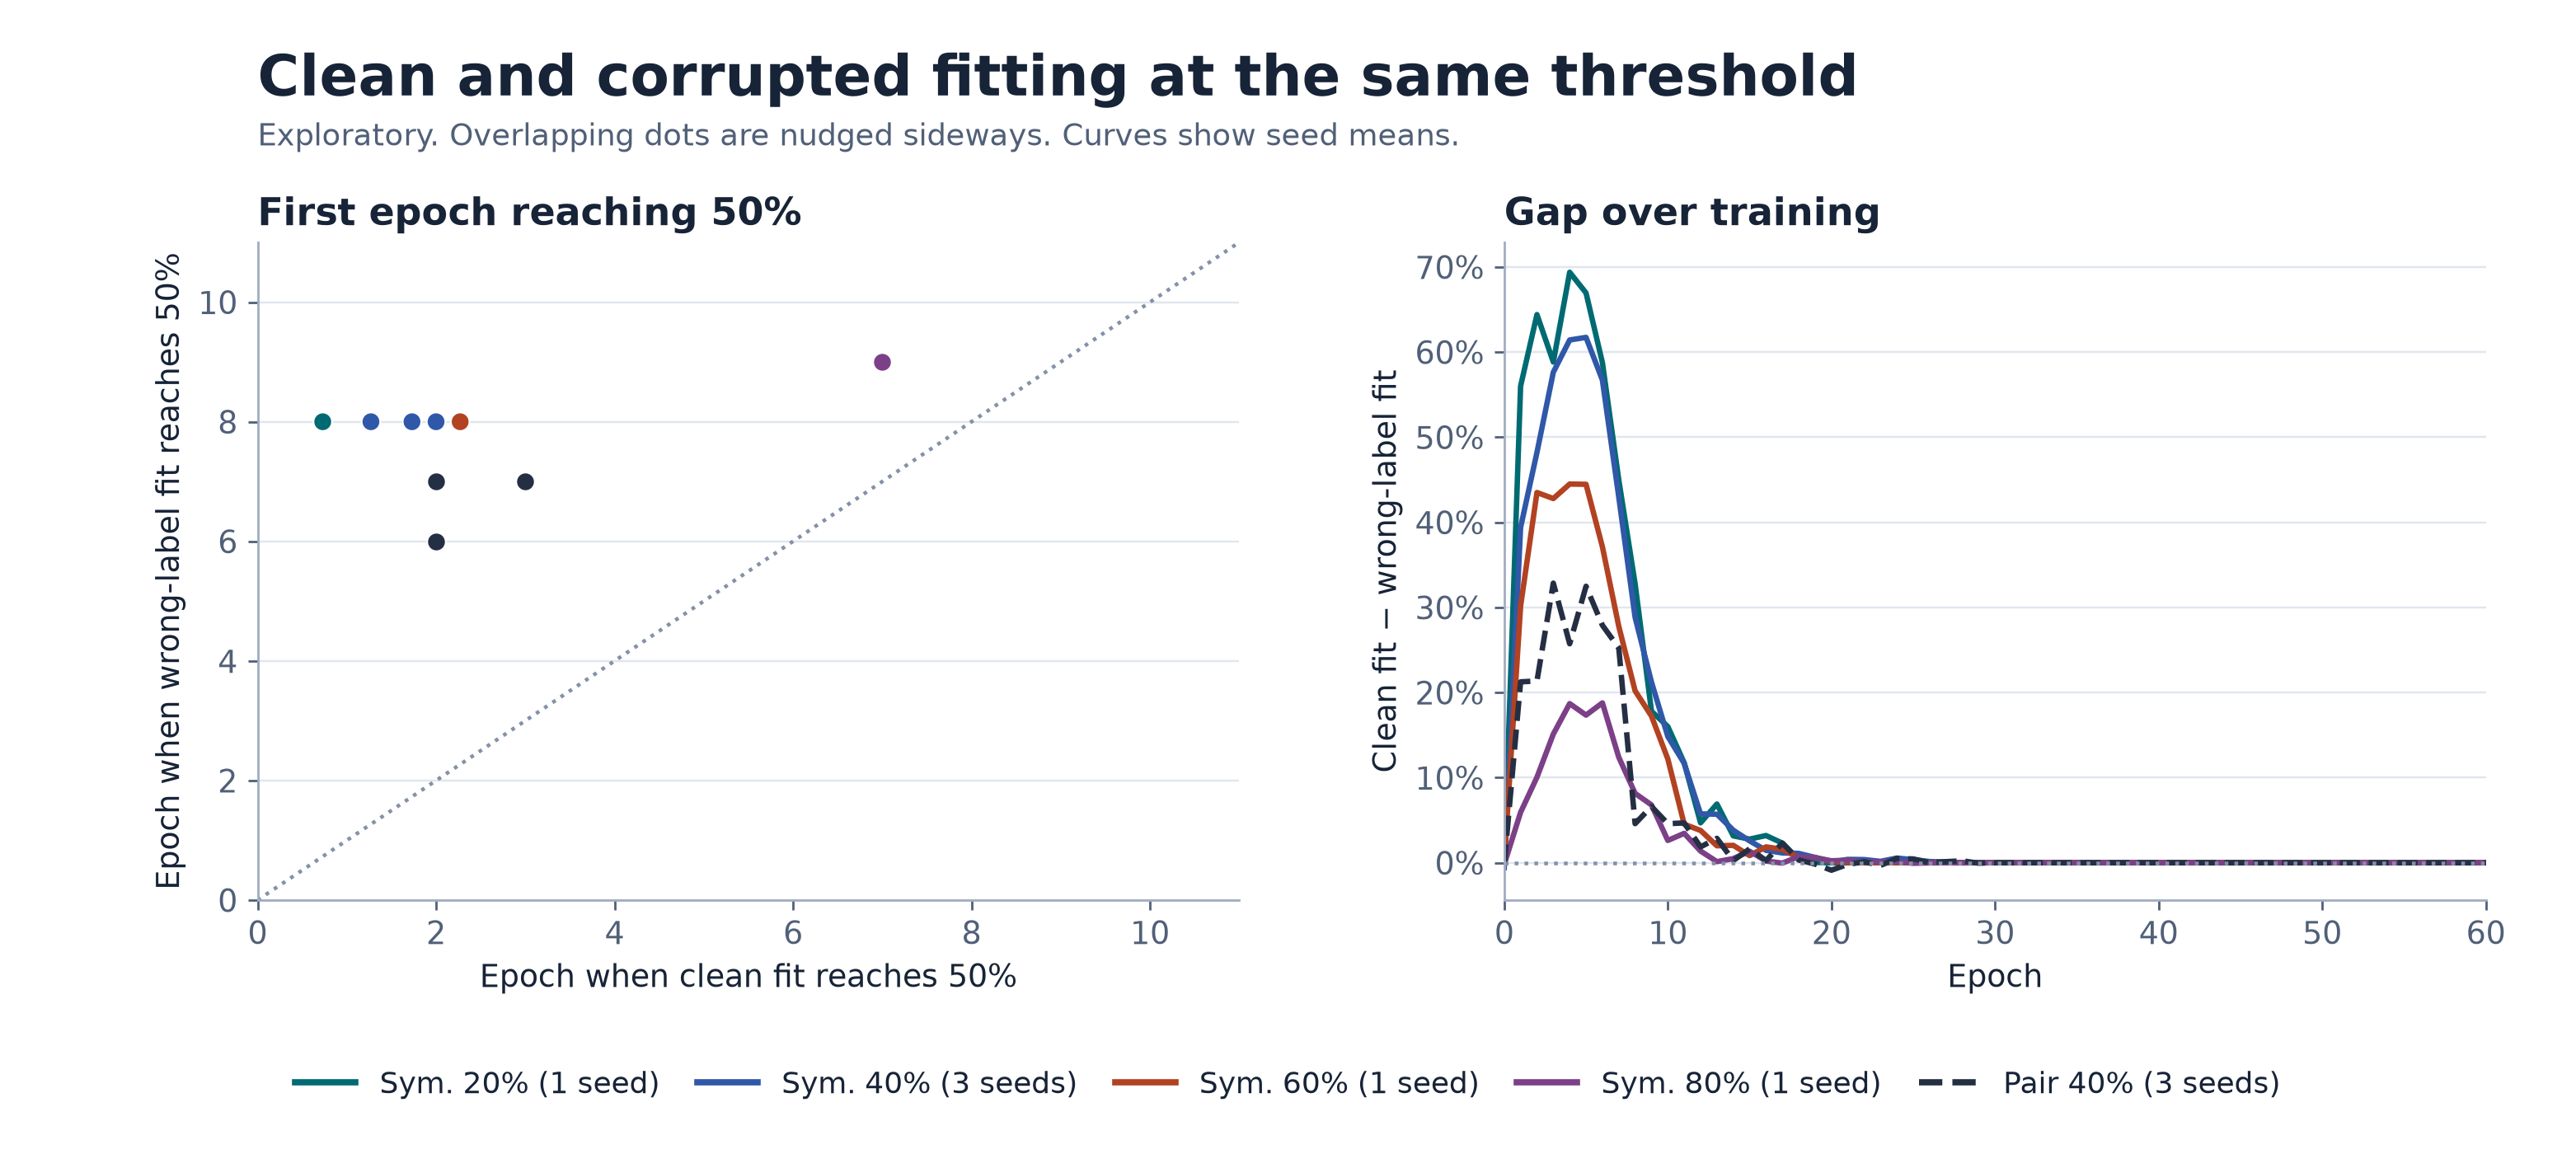 Clean and corrupted fitting at the same threshold
Exploratory. Overlapping dots are nudged sideways. Curves show seed means.
First epoch reaching 50%
Epoch when wrong-label fit reaches 50%
10
8
6
4
2
0
0 2 4 6 8 10
Epoch when clean fit reaches 50%
Gap over training
Clean fit − wrong-label fit
70%
60%
50%
40%
30%
20%
10%
0%
0 10 20 30 40 50 60
Epoch
Sym. 20% (1 seed) Sym. 40% (3 seeds) Sym. 60% (1 seed) Sym. 80% (1 seed) Pair 40% (3 seeds)